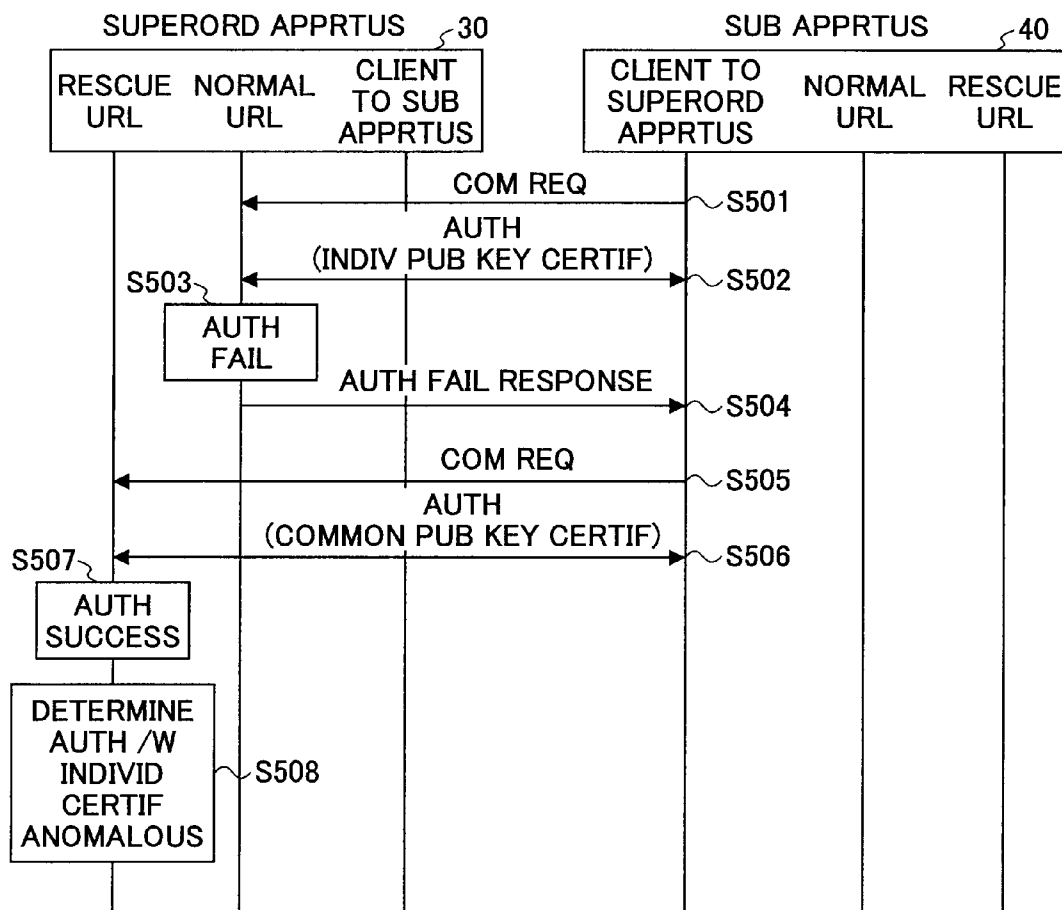 SUPERORD APPRTUS
30
SUB APPRTUS
40
RESCUE
URL
NORMAL
URL
CLIENT
TO SUB
APPRTUS
CLIENT TO
SUPERORD
APPRTUS
NORMAL
URL
RESCUE
URL
COM REQ
S501
AUTH
(INDIV PUB KEY CERTIF)
S502
S503
AUTH
FAIL
AUTH FAIL RESPONSE
S504
COM REQ
S505
AUTH
(COMMON PUB KEY CERTIF)
S506
S507
AUTH
SUCCESS
DETERMINE
AUTH /W
INDIVID
CERTIF
ANOMALOUS
S508